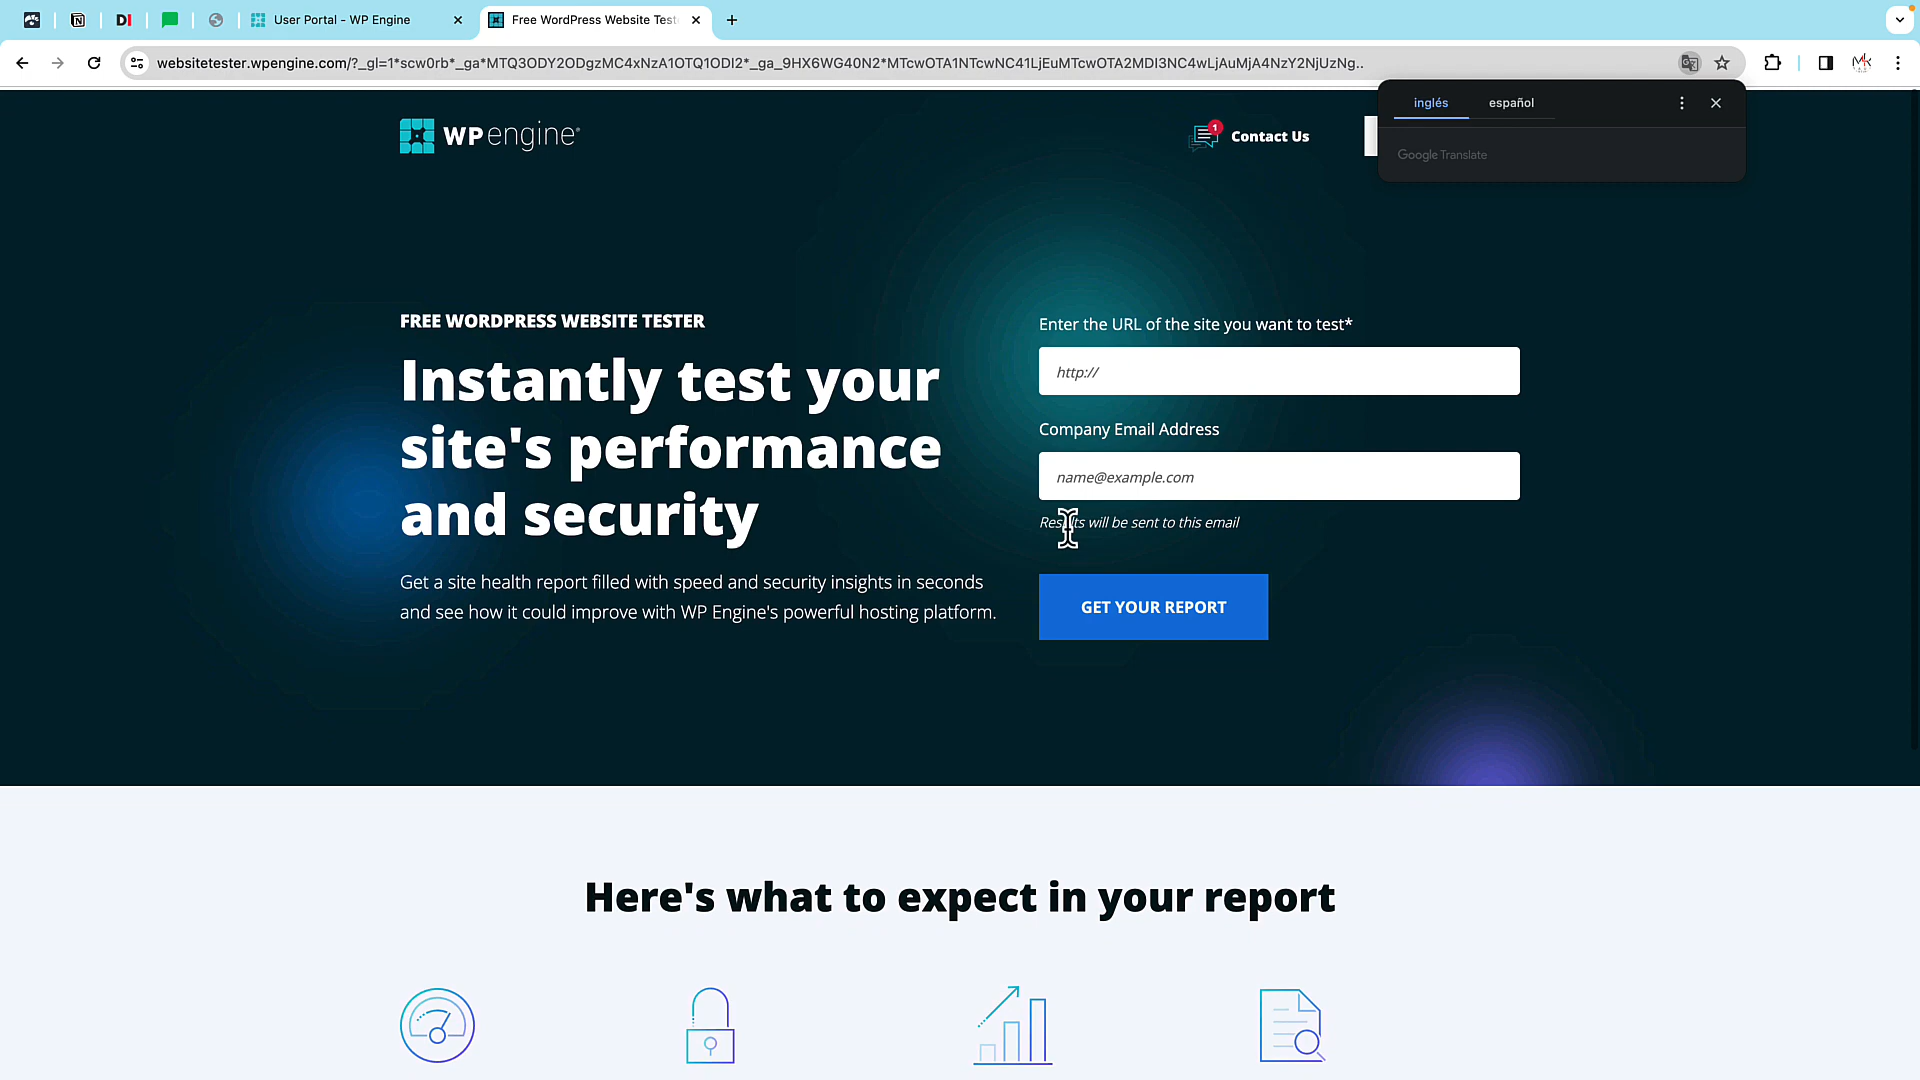 DI
User Portal - WP Engine
Free WordPress Website Test
websitetester.wpengine.com/?_gl=1*scw0rb*_ga*MTQ3ODY2ODgzMC4xNzA1OTQ1ODI2*_ga_9HX6WG40N2*MTcwOTA1NTcwNC41LjEuMTcwOTA2MDI3NC4wLjAuMjA4NzY2NjUzNg..
inglés
español
Google Translate
WPengine®
1
Contact Us
FREE WORDPRESS WEBSITE TESTER
Instantly test your
site's performance
and security
Get a site health report filled with speed and security insights in seconds
and see how it could improve with WP Engine's powerful hosting platform.
Enter the URL of the site you want to test*
http://
Company Email Address
name@example.com
Results will be sent to this email
GET YOUR REPORT
Here's what to expect in your report